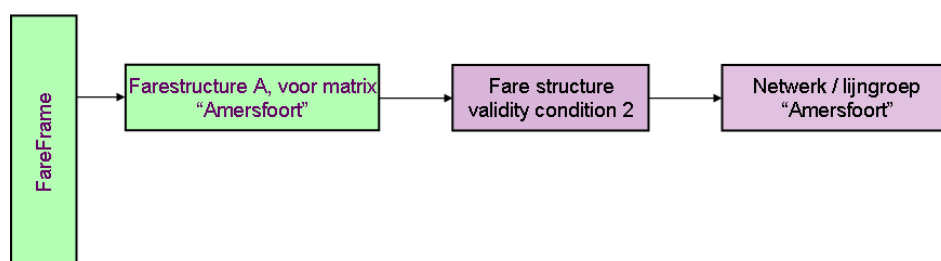 FareFrame
Farestructure A, voor matrix
“Amersfoort”
Fare structure
validity condition 2
Netwerk / lijngroep
“Amersfoort”